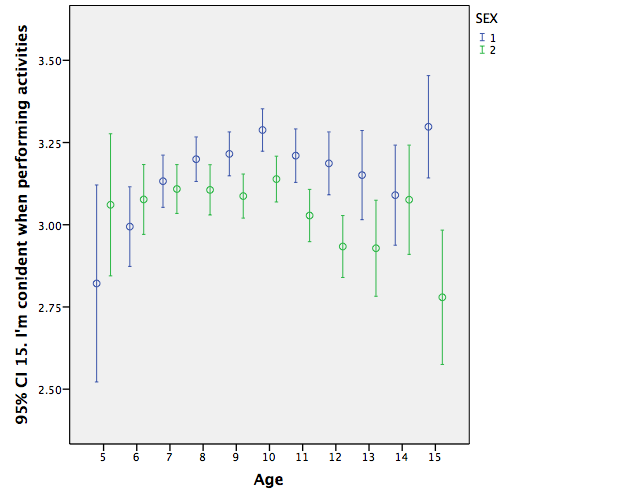 SEX
1
2
95% CI 15. I'm con!dent when performing activities
3.50
3.25
3.00
2.75
2.50
5 6 7 8 9 10 11 12 13 14 15
Age